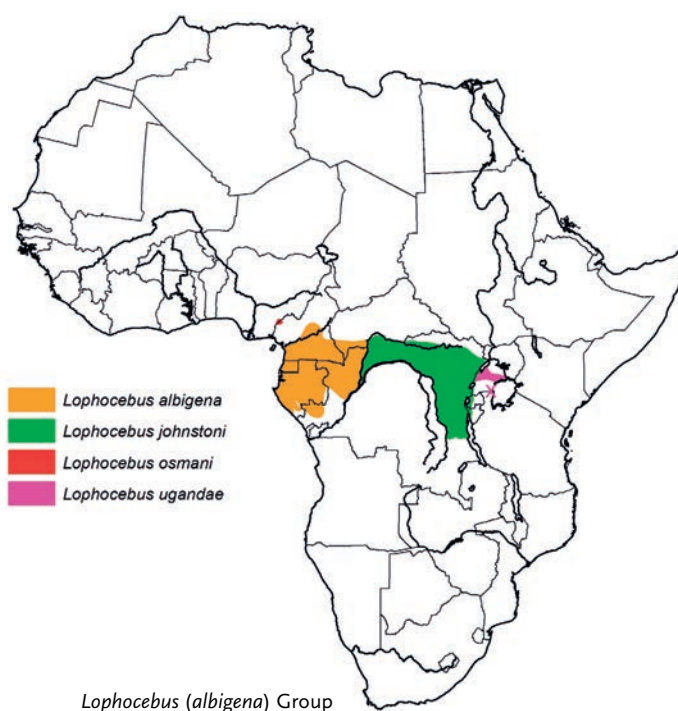 Lophocebus albigena
Lophocebus johnstoni
Lophocebus osmani
Lophocebus ugandae
Lophocebus (albigena) Group